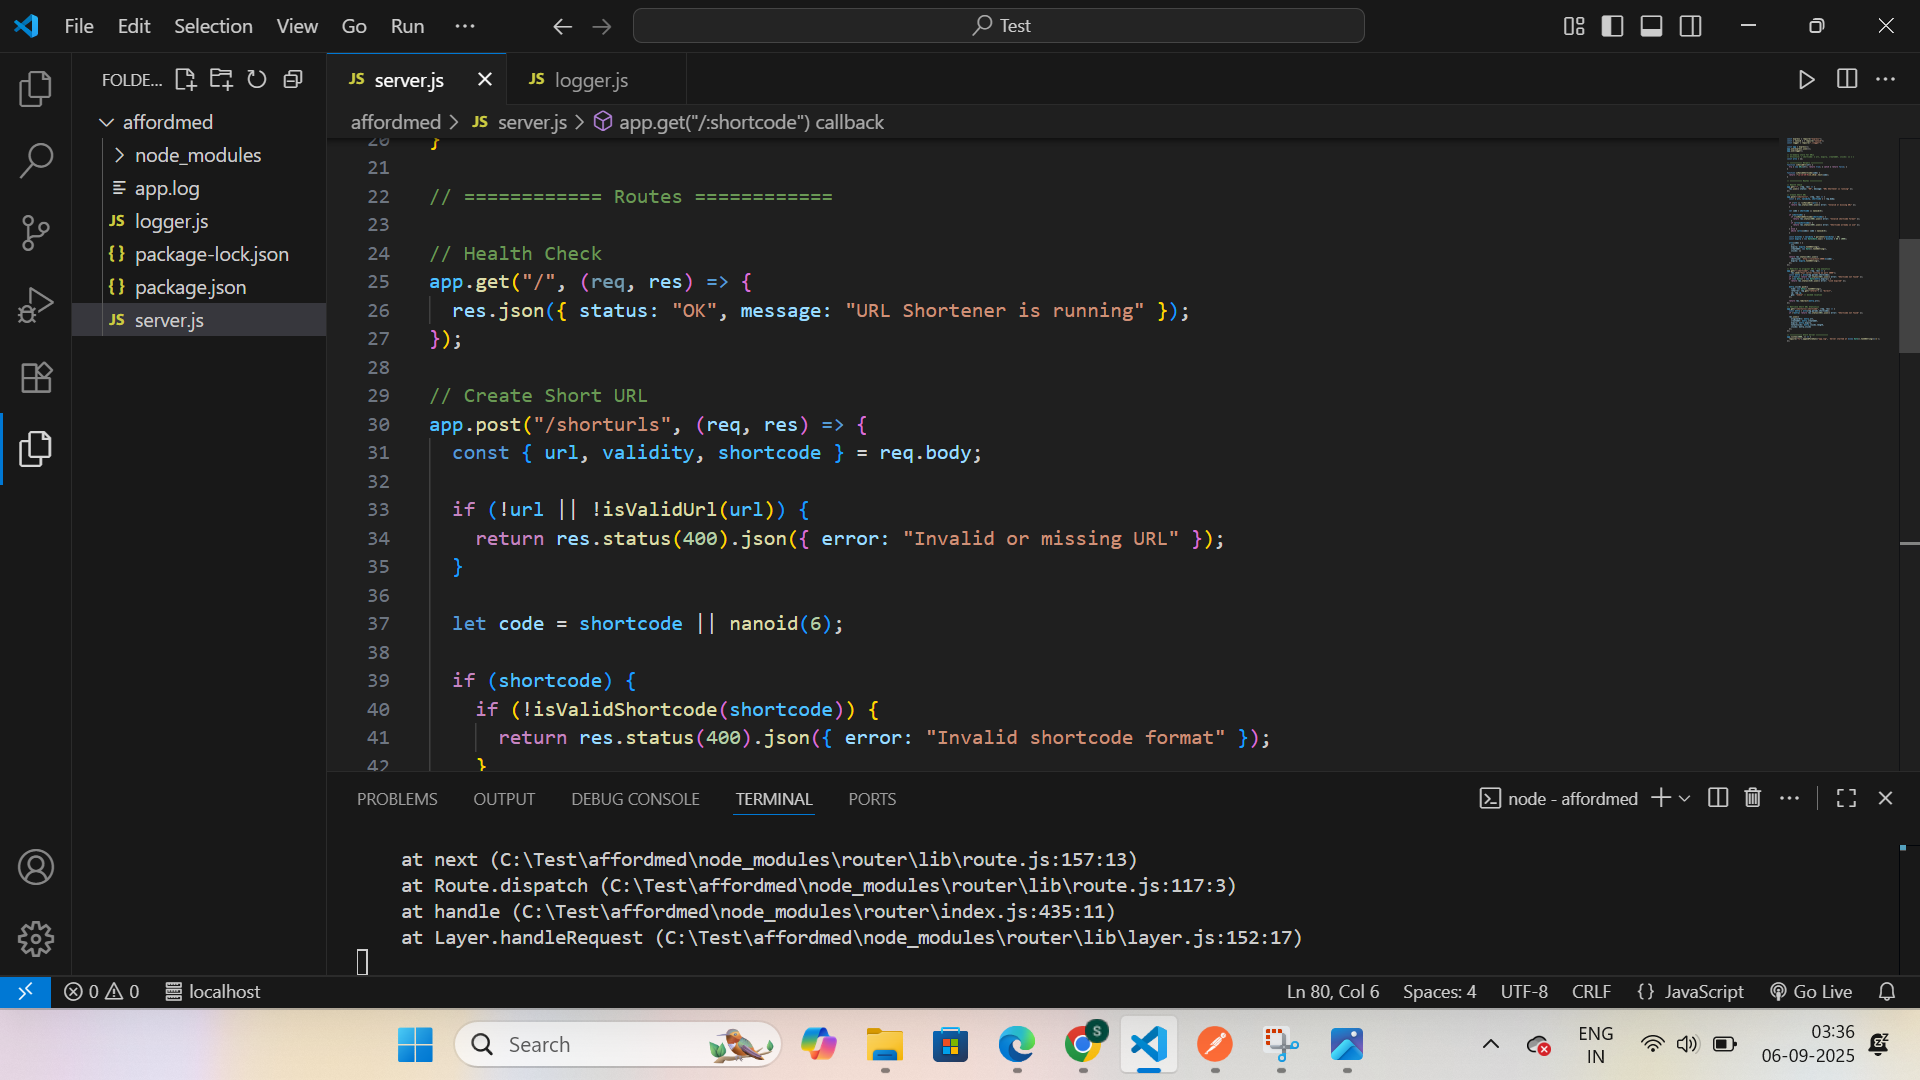 File Edit Selection View Go Run ···
Test
FOLDE...
JS server.js
JS logger.js
affordmed > JS server.js > app.get("/:shortcode") callback
affordmed
node_modules
app.log
JS logger.js
{} package-lock.json
{} package.json
JS server.js
20 }
21
22 // ============ Routes ============
23
24 // Health Check
25 app.get("/", (req, res) => {
26 res.json({ status: "OK", message: "URL Shortener is running" });
27 });
28
29 // Create Short URL
30 app.post("/shorturls", (req, res) => {
31 const { url, validity, shortcode } = req.body;
32
33 if (!url || !isValidUrl(url)) {
34 return res.status(400).json({ error: "Invalid or missing URL" });
35 }
36
37 let code = shortcode || nanoid(6);
38
39 if (shortcode) {
40 if (!isValidShortcode(shortcode)) {
41 return res.status(400).json({ error: "Invalid shortcode format" });
42 }
PROBLEMS OUTPUT DEBUG CONSOLE TERMINAL PORTS
node - affordmed
at next (C:\Test\affordmed\node_modules\router\lib\route.js:157:13)
at Route.dispatch (C:\Test\affordmed\node_modules\router\lib\route.js:117:3)
at handle (C:\Test\affordmed\node_modules\router\index.js:435:11)
at Layer.handleRequest (C:\Test\affordmed\node_modules\router\lib\layer.js:152:17)
0 0 localhost
Ln 80, Col 6 Spaces: 4 UTF-8 CRLF {} JavaScript Go Live
Search
S
ENG
IN
03:36
06-09-2025